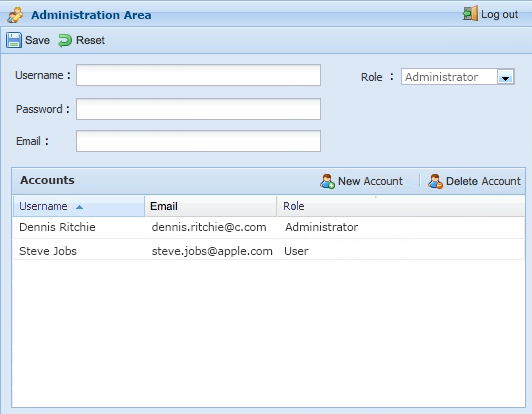 Administration Area Log out
Save Reset
Username : Role : Administrator
Password :
Email :
Accounts New Account Delete Account
Username Email Role
Dennis Ritchie dennis.ritchie@c.com Administrator
Steve Jobs steve.jobs@apple.com User